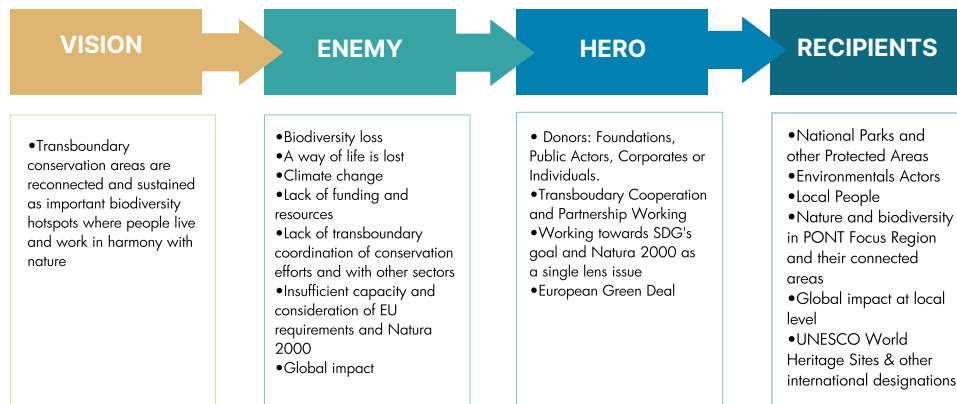 VISION
ENEMY
HERO
RECIPIENTS
•Transboundary
conservation areas are
reconnected and sustained
as important biodiversity
hotspots where people live
and work in harmony with
nature
•Biodiversity loss
•A way of life is lost
•Climate change
•Lack of funding and
resources
•Lack of transboundary
coordination of conservation
efforts and with other sectors
•Insufficient capacity and
consideration of EU
requirements and Natura
2000
•Global impact
• Donors: Foundations,
Public Actors, Corporates or
Individuals.
•Transboudary Cooperation
and Partnership Working
•Working towards SDG's
goal and Natura 2000 as
a single lens issue
•European Green Deal
•National Parks and
other Protected Areas
•Environmentals Actors
•Local People
•Nature and biodiversity
in PONT Focus Region
and their connected
areas
•Global impact at local
level
•UNESCO World
Heritage Sites & other
international designations